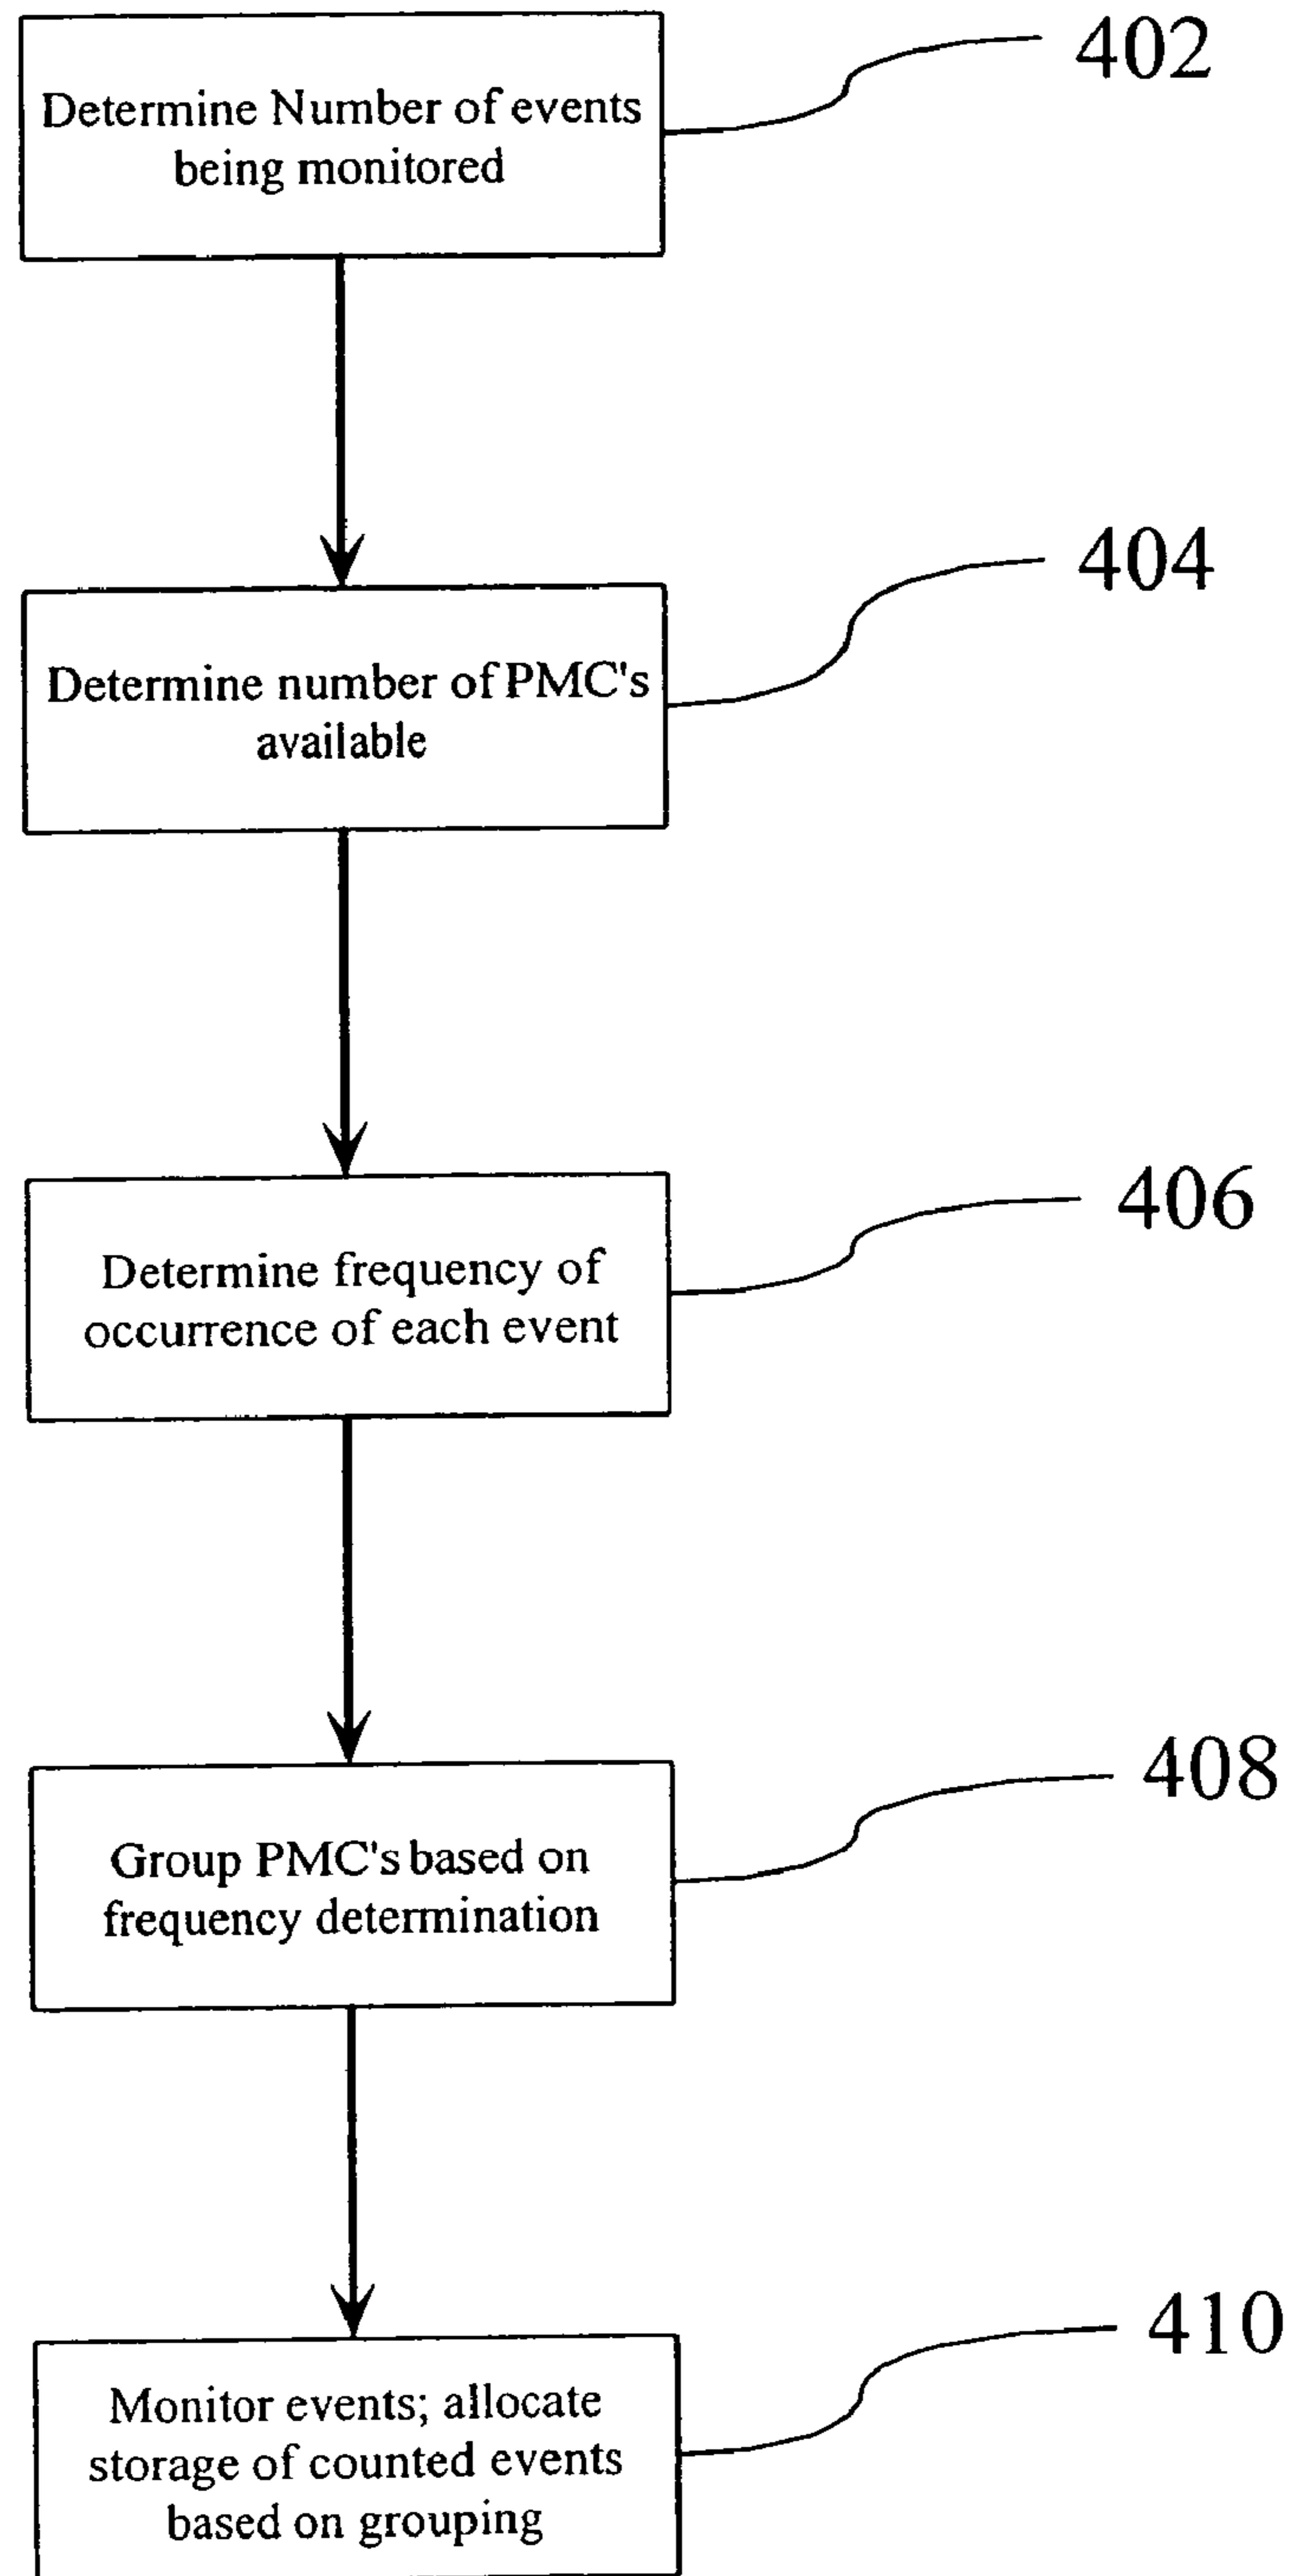 402
Determine Number of events
being monitored
404
Determine number of PMC's
available
406
Determine frequency of
occurrence of each event
408
Group PMC's based on
frequency determination
410
Monitor events; allocate
storage of counted events
based on grouping